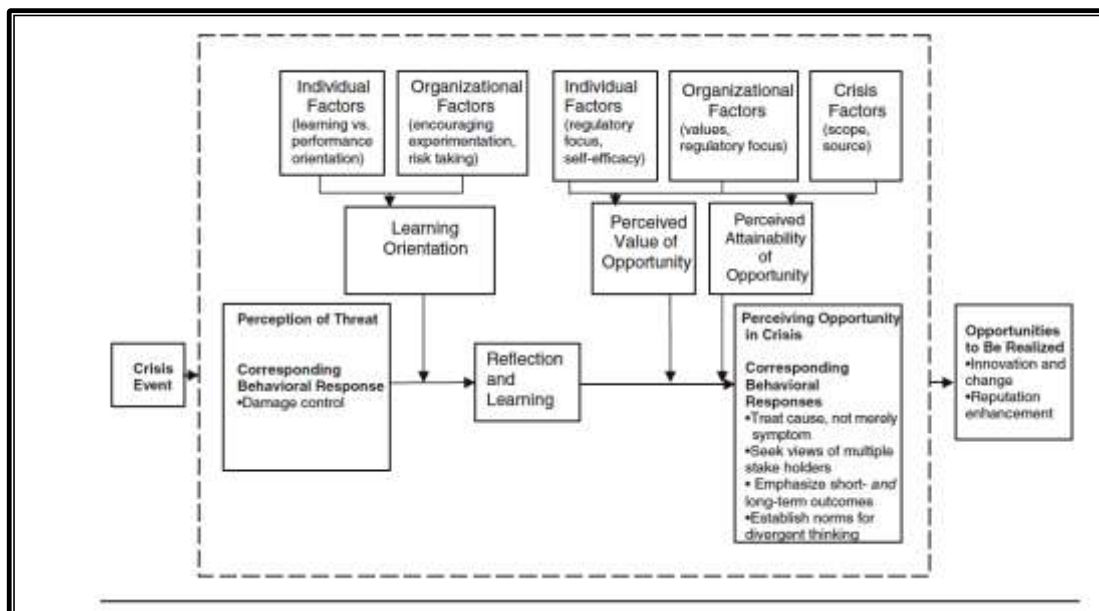 Individual
Factors
(learning vs.
performance
orientation)
Organizational
Factors
(encouraging
experimentation,
risk taking)
Individual
Factors
(regulatory
focus,
self-efficacy)
Organizational
Factors
(values,
regulatory focus)
Crisis
Factors
(scope,
source)
Learning
Orientation
Perceived
Value of
Opportunity
Perceived
Attainability
of
Opportunity
Crisis
Event
Perception of Threat
Corresponding
Behavioral Response
•Damage control
Reflection
and
Learning
Perceiving Opportunity
in Crisis
Corresponding
Behavioral
Responses
•Treat cause, not merely
symptom
•Seek views of multiple
stake holders
• Emphasize short- and
long-term outcomes
•Establish norms for
divergent thinking
Opportunities
to Be Realized
•Innovation and
change
•Reputation
enhancement